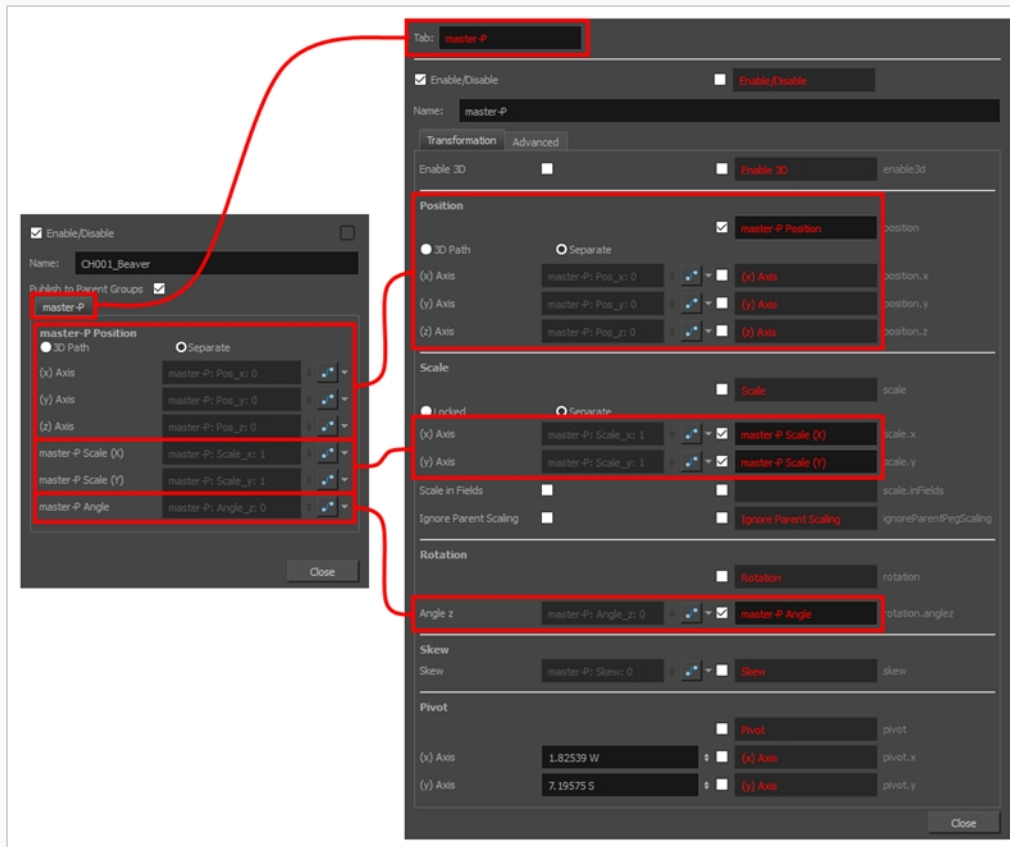 Enable/Disable
Name: CH001_Beaver
Publish to Parent Groups
master-P
master-P Position
3D Path Separate
(x) Axis master-P: Pos_x: 0
(y) Axis master-P: Pos_y: 0
(z) Axis master-P: Pos_z: 0
master-P Scale (X) master-P: Scale_x: 1
master-P Scale (Y) master-P: Scale_y: 1
master-P Angle master-P: Angle_z: 0
Close
Tab: master-P
Enable/Disable Enable/Disable
Name: master-P
Transformation Advanced
Enable 3D Enable 3D enable3d
Position
master-P Position position
3D Path Separate
(x) Axis master-P: Pos_x: 0 (x) Axis position.x
(y) Axis master-P: Pos_y: 0 (y) Axis position.y
(z) Axis master-P: Pos_z: 0 (z) Axis position.z
Scale
Scale scale
Locked Separate
(x) Axis master-P: Scale_x: 1 master-P Scale (X) scale.x
(y) Axis master-P: Scale_y: 1 master-P Scale (Y) scale.y
Scale in Fields scale.inFields
Ignore Parent Scaling Ignore Parent Scaling ignoreParentPegScaling
Rotation
Rotation rotation
Angle z master-P: Angle_z: 0 master-P Angle rotation.anglez
Skew
Skew master-P: Skew: 0 Skew skew
Pivot
Pivot pivot
(x) Axis 1.82539 W (x) Axis pivot.x
(y) Axis 7.19575 S (y) Axis pivot.y
Close